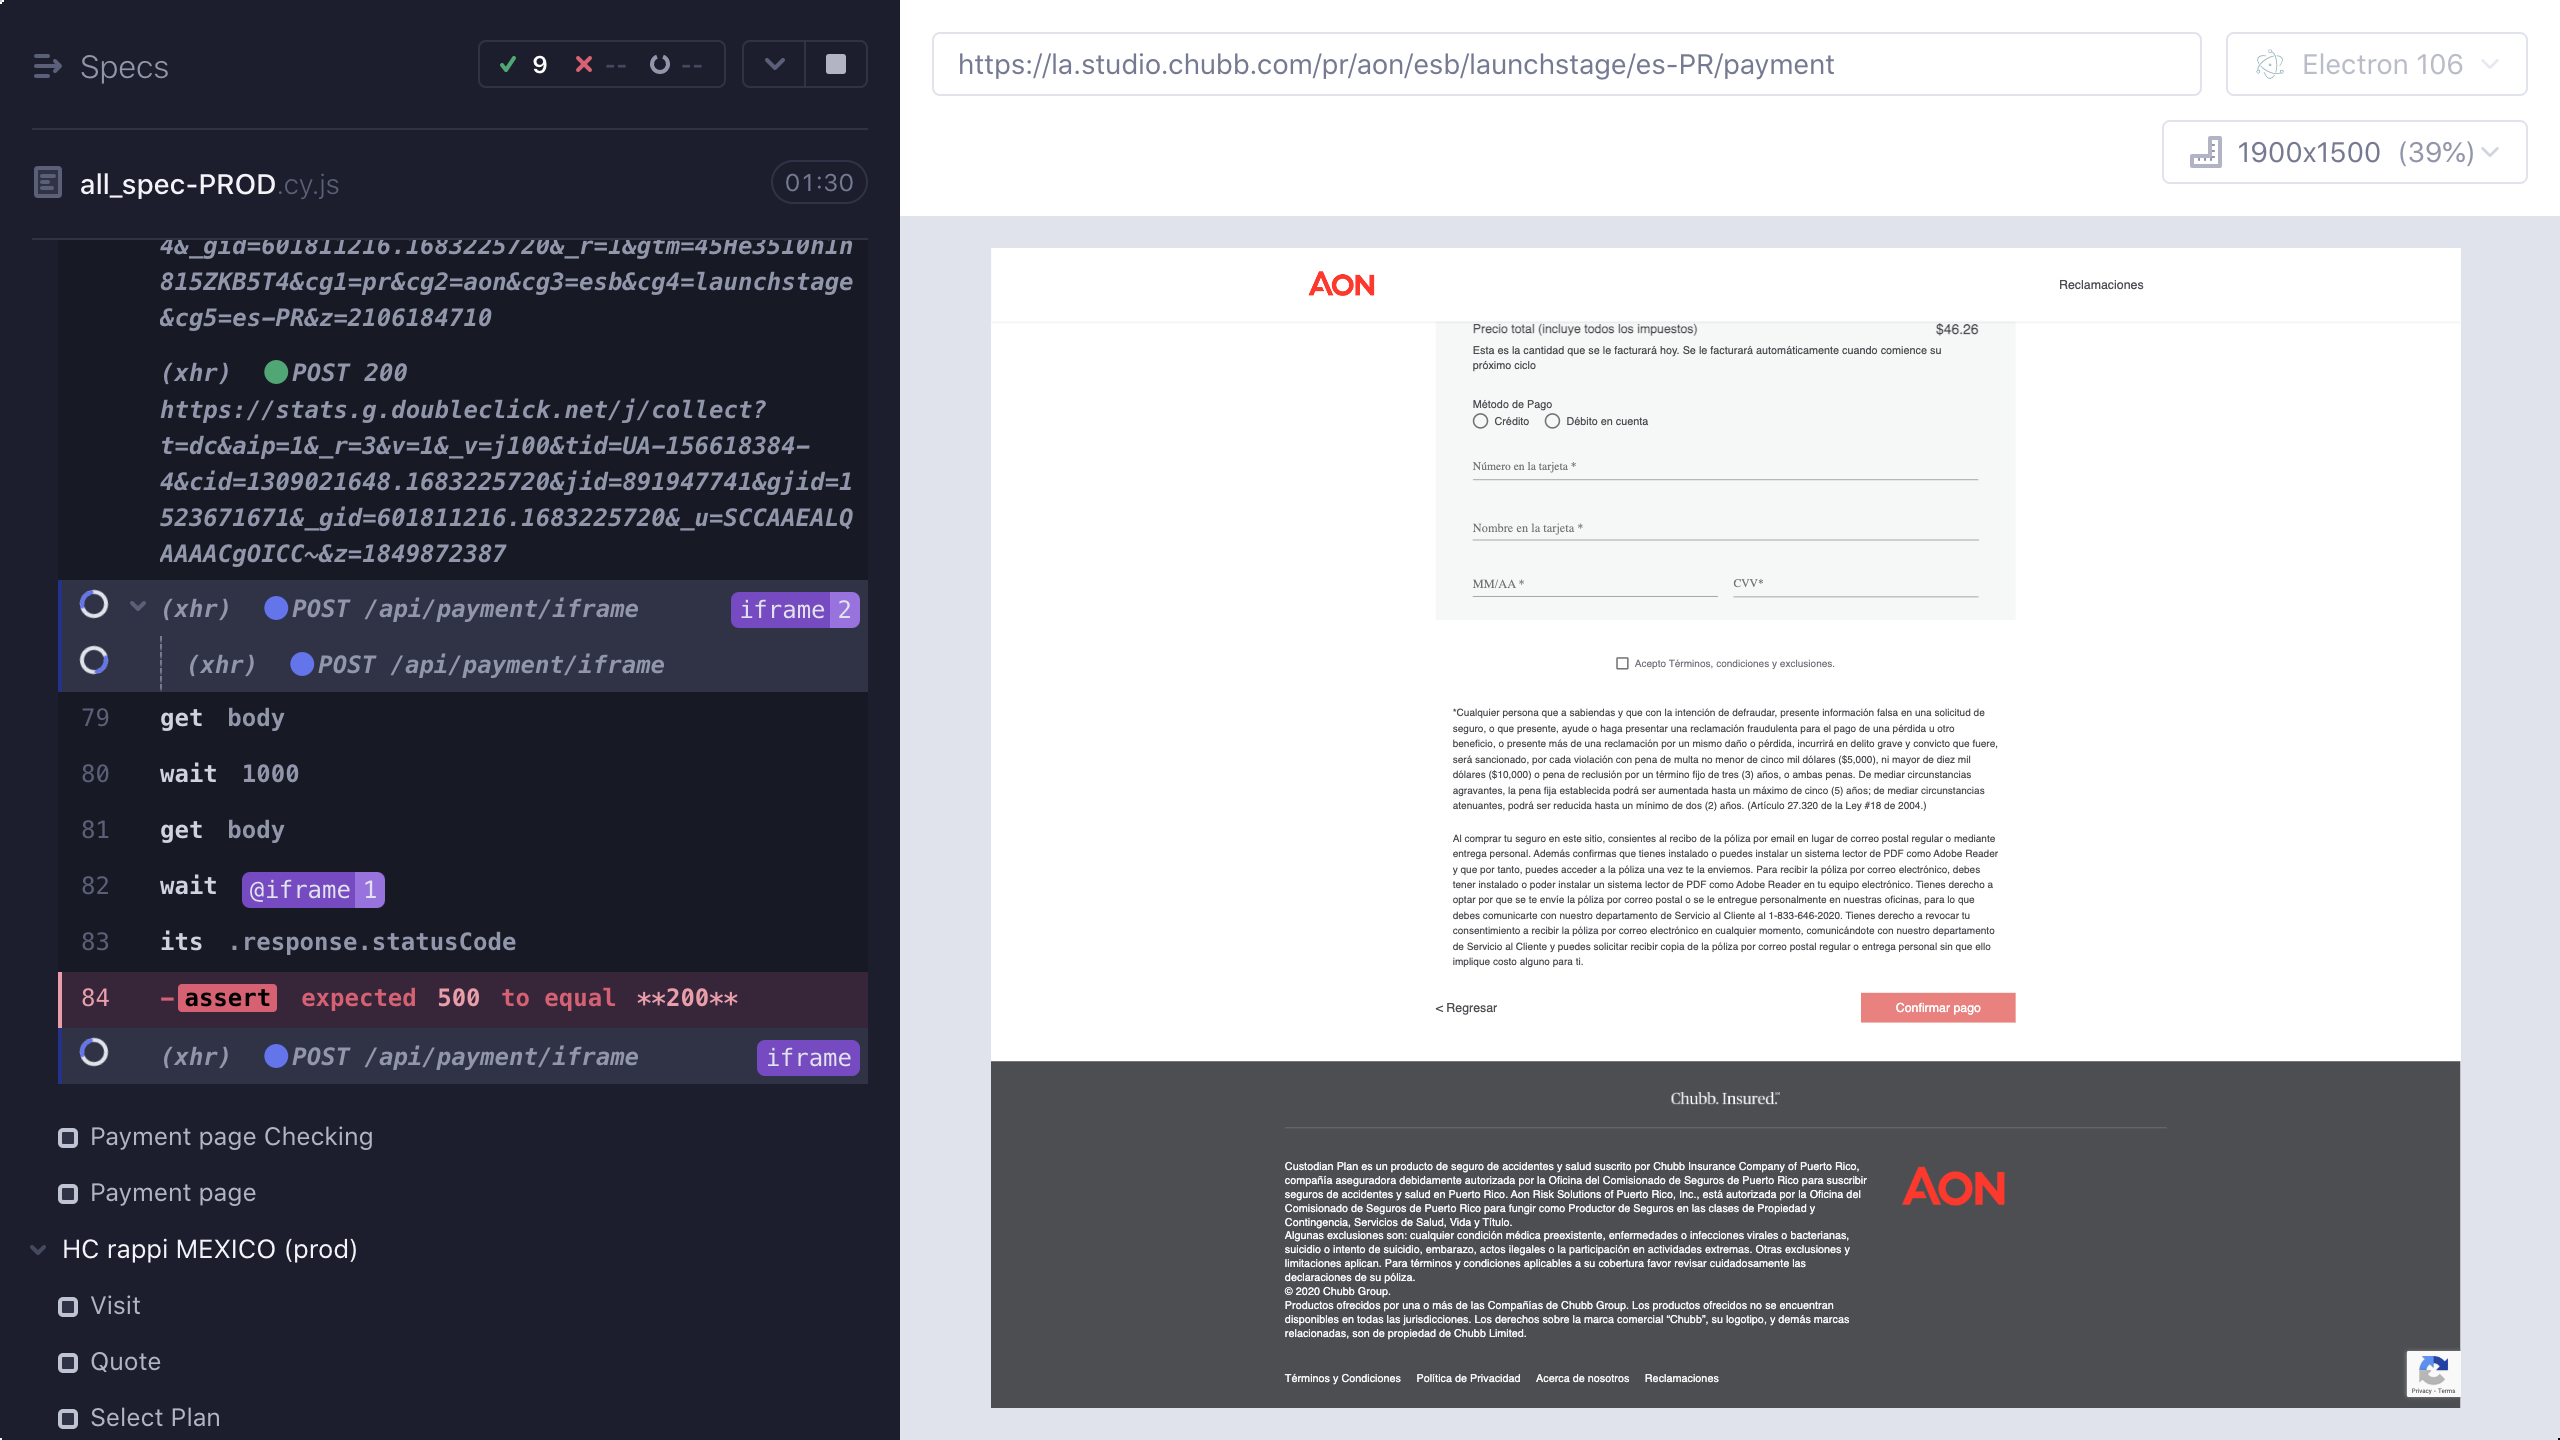 Specs
9 -- --
all_spec-PROD.cy.js 01:30
4&_gid=601811216.1683225720&_r=1&gtm=45He3510h1n
815ZKB5T4&cg1=pr&cg2=aon&cg3=esb&cg4=launchstage
&cg5=es-PR&z=2106184710
(xhr) POST 200
https://stats.g.doubleclick.net/j/collect?
t=dc&aip=1&_r=3&v=1&_v=j100&tid=UA-156618384-
4&cid=1309021648.1683225720&jid=891947741&gjid=1
523671671&_gid=601811216.1683225720&_u=SCCAAEALQ
AAAACgOICC~&z=1849872387
(xhr) POST /api/payment/iframe iframe 2
(xhr) POST /api/payment/iframe
79 get body
80 wait 1000
81 get body
82 wait @iframe 1
83 its .response.statusCode
84 -assert expected 500 to equal **200**
(xhr) POST /api/payment/iframe iframe
Payment page Checking
Payment page
HC rappi MEXICO (prod)
Visit
Quote
Select Plan
https://la.studio.chubb.com/pr/aon/esb/launchstage/es-PR/payment
Electron 106
1900x1500 (39%)
AON
Reclamaciones
Precio total (incluye todos los impuestos) $46.26
Esta es la cantidad que se le facturará hoy. Se le facturará automáticamente cuando comience su
próximo ciclo
Método de Pago
Crédito Débito en cuenta
Número en la tarjeta *
Nombre en la tarjeta *
MM/AA * CVV*
Acepto Términos, condiciones y exclusiones.
*Cualquier persona que a sabiendas y que con la intención de defraudar, presente información falsa en una solicitud de
seguro, o que presente, ayude o haga presentar una reclamación fraudulenta para el pago de una pérdida u otro
beneficio, o presente más de una reclamación por un mismo daño o pérdida, incurrirá en delito grave y convicto que fuere,
será sancionado, por cada violación con pena de multa no menor de cinco mil dólares ($5,000), ni mayor de diez mil
dólares ($10,000) o pena de reclusión por un término fijo de tres (3) años, o ambas penas. De mediar circunstancias
agravantes, la pena fija establecida podrá ser aumentada hasta un máximo de cinco (5) años; de mediar circunstancias
atenuantes, podrá ser reducida hasta un mínimo de dos (2) años. (Artículo 27.320 de la Ley #18 de 2004.)
Al comprar tu seguro en este sitio, consientes al recibo de la póliza por email en lugar de correo postal regular o mediante
entrega personal. Además confirmas que tienes instalado o puedes instalar un sistema lector de PDF como Adobe Reader
y que por tanto, puedes acceder a la póliza una vez te la enviemos. Para recibir la póliza por correo electrónico, debes
tener instalado o poder instalar un sistema lector de PDF como Adobe Reader en tu equipo electrónico. Tienes derecho a
optar por que se te envíe la póliza por correo postal o se le entregue personalmente en nuestras oficinas, para lo que
debes comunicarte con nuestro departamento de Servicio al Cliente al 1-833-646-2020. Tienes derecho a revocar tu
consentimiento a recibir la póliza por correo electrónico en cualquier momento, comunicándote con nuestro departamento
de Servicio al Cliente y puedes solicitar recibir copia de la póliza por correo postal regular o entrega personal sin que ello
implique costo alguno para ti.
< Regresar Confirmar pago
Chubb. Insured.℠
Custodian Plan es un producto de seguro de accidentes y salud suscrito por Chubb Insurance Company of Puerto Rico,
compañía aseguradora debidamente autorizada por la Oficina del Comisionado de Seguros de Puerto Rico para suscribir
seguros de accidentes y salud en Puerto Rico. Aon Risk Solutions of Puerto Rico, Inc., está autorizada por la Oficina del
Comisionado de Seguros de Puerto Rico para fungir como Productor de Seguros en las clases de Propiedad y
Contingencia, Servicios de Salud, Vida y Título.
Algunas exclusiones son: cualquier condición médica preexistente, enfermedades o infecciones virales o bacterianas,
suicidio o intento de suicidio, embarazo, actos ilegales o la participación en actividades extremas. Otras exclusiones y
limitaciones aplican. Para términos y condiciones aplicables a su cobertura favor revisar cuidadosamente las
declaraciones de su póliza.
© 2020 Chubb Group.
Productos ofrecidos por una o más de las Compañías de Chubb Group. Los productos ofrecidos no se encuentran
disponibles en todas las jurisdicciones. Los derechos sobre la marca comercial “Chubb”, su logotipo, y demás marcas
relacionadas, son de propiedad de Chubb Limited.
AON
Términos y Condiciones Política de Privacidad Acerca de nosotros Reclamaciones
Privacy - Terms